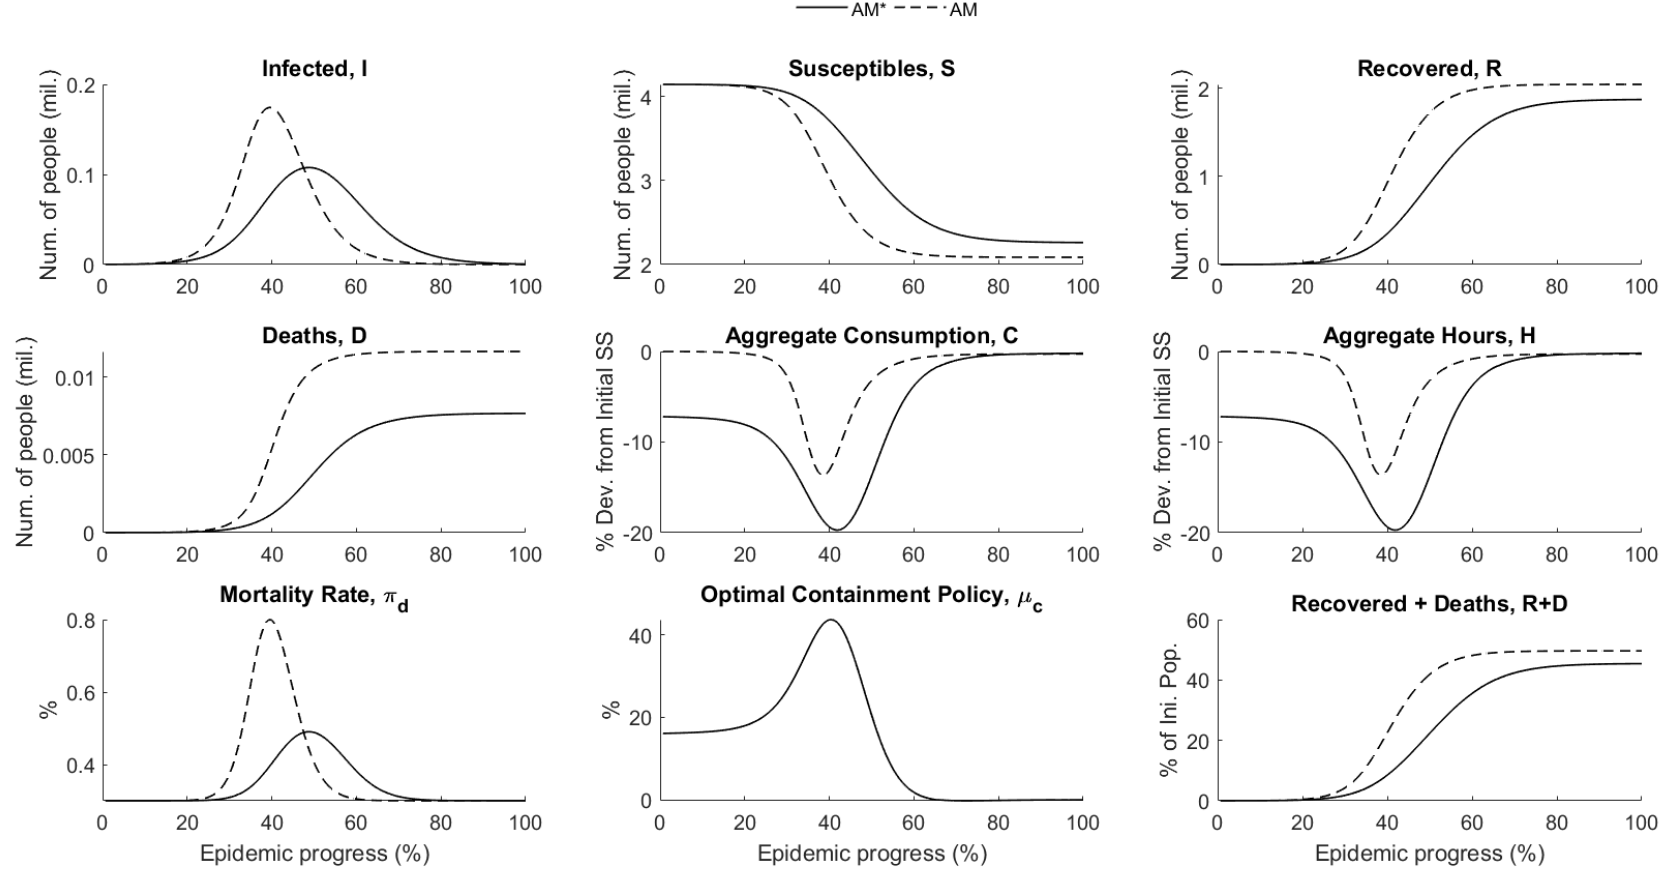 AM* AM
Infected, I
Num. of people (mil.)
0.2
0.1
0
0 20 40 60 80 100
Susceptibles, S
Num. of people (mil.)
4
3
2
0 20 40 60 80 100
Recovered, R
Num. of people (mil.)
2
1
0
0 20 40 60 80 100
Deaths, D
Num. of people (mil.)
0.01
0.005
0
0 20 40 60 80 100
Aggregate Consumption, C
% Dev. from Initial SS
0
-10
-20
0 20 40 60 80 100
Aggregate Hours, H
% Dev. from Initial SS
0
-10
-20
0 20 40 60 80 100
Mortality Rate, π_d
%
0.8
0.6
0.4
0 20 40 60 80 100
Epidemic progress (%)
Optimal Containment Policy, μ_c
%
40
20
0
0 20 40 60 80 100
Epidemic progress (%)
Recovered + Deaths, R+D
% of Ini. Pop.
60
40
20
0
0 20 40 60 80 100
Epidemic progress (%)